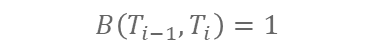 B(T_{i−1}, T_i) = 1